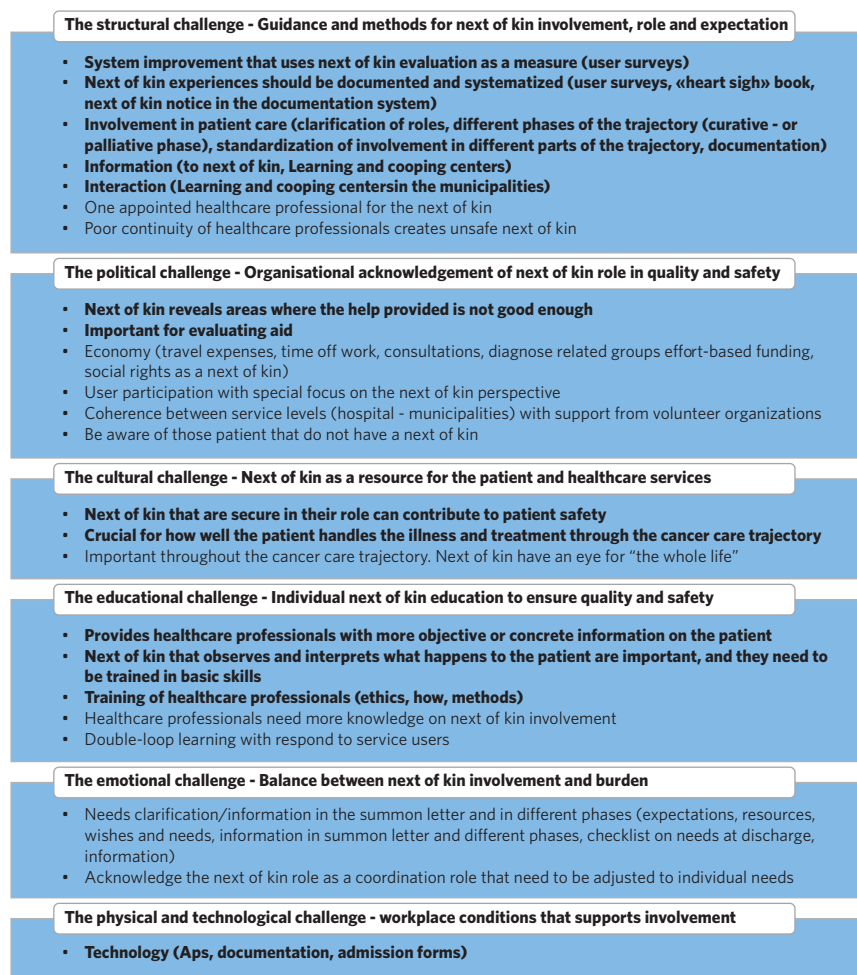 The structural challenge - Guidance and methods for next of kin involvement, role and expectation
• System improvement that uses next of kin evaluation as a measure (user surveys)
• Next of kin experiences should be documented and systematized (user surveys, «heart sigh» book,
next of kin notice in the documentation system)
• Involvement in patient care (clarification of roles, different phases of the trajectory (curative - or
palliative phase), standardization of involvement in different parts of the trajectory, documentation)
• Information (to next of kin, Learning and cooping centers)
• Interaction (Learning and cooping centersin the municipalities)
• One appointed healthcare professional for the next of kin
• Poor continuity of healthcare professionals creates unsafe next of kin
The political challenge - Organisational acknowledgement of next of kin role in quality and safety
• Next of kin reveals areas where the help provided is not good enough
• Important for evaluating aid
• Economy (travel expenses, time off work, consultations, diagnose related groups effort-based funding,
social rights as a next of kin)
• User participation with special focus on the next of kin perspective
• Coherence between service levels (hospital - municipalities) with support from volunteer organizations
• Be aware of those patient that do not have a next of kin
The cultural challenge - Next of kin as a resource for the patient and healthcare services
• Next of kin that are secure in their role can contribute to patient safety
• Crucial for how well the patient handles the illness and treatment through the cancer care trajectory
• Important throughout the cancer care trajectory. Next of kin have an eye for "the whole life"
The educational challenge - Individual next of kin education to ensure quality and safety
• Provides healthcare professionals with more objective or concrete information on the patient
• Next of kin that observes and interprets what happens to the patient are important, and they need to
be trained in basic skills
• Training of healthcare professionals (ethics, how, methods)
• Healthcare professionals need more knowledge on next of kin involvement
• Double-loop learning with respond to service users
The emotional challenge - Balance between next of kin involvement and burden
• Needs clarification/information in the summon letter and in different phases (expectations, resources,
wishes and needs, information in summon letter and different phases, checklist on needs at discharge,
information)
• Acknowledge the next of kin role as a coordination role that need to be adjusted to individual needs
The physical and technological challenge - workplace conditions that supports involvement
• Technology (Aps, documentation, admission forms)